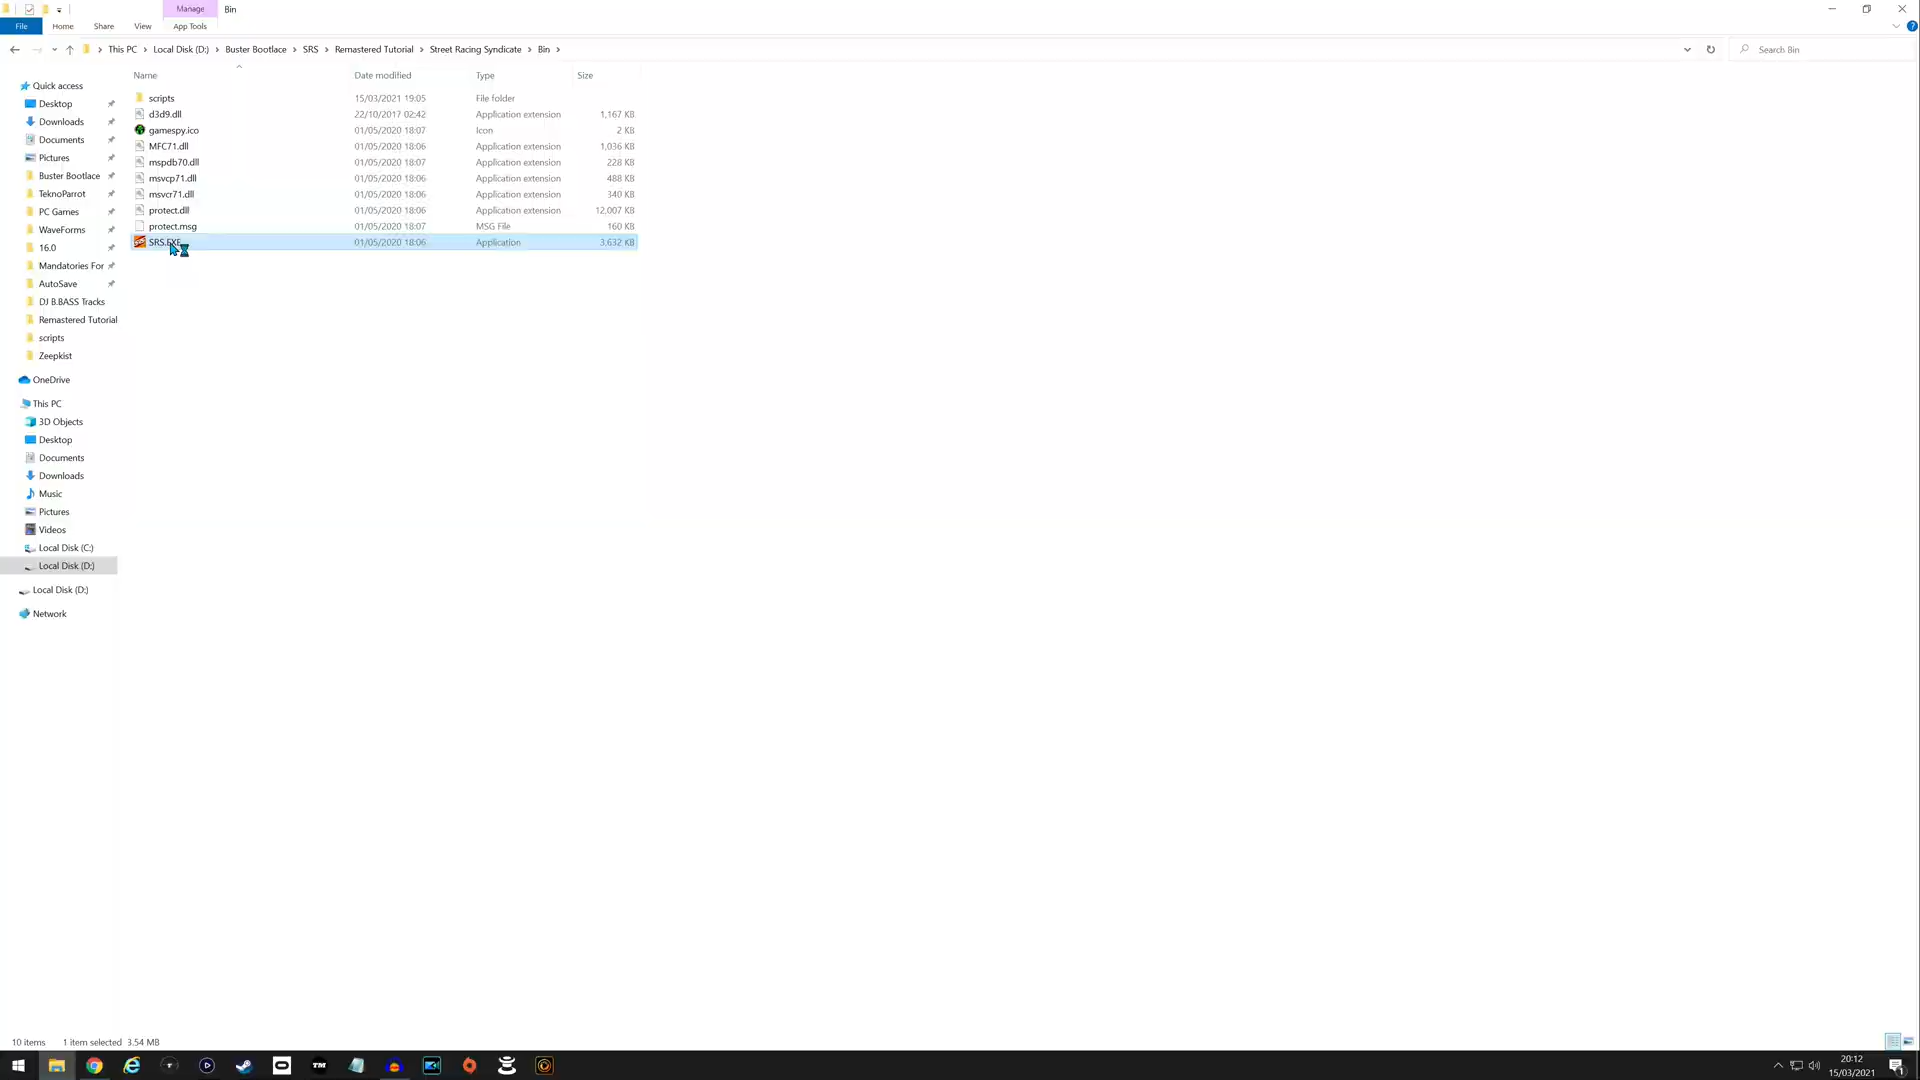 Manage
Bin
File
Home
Share
View
App Tools
This PC
Local Disk (D:)
Buster Bootlace
SRS
Remastered Tutorial
Street Racing Syndicate
Bin
Search Bin
Name
Date modified
Type
Size
scripts 15/03/2021 19:05 File folder
d3d9.dll 22/10/2017 02:42 Application extension 1,167 KB
gamespy.ico 01/05/2020 18:07 Icon 2 KB
MFC71.dll 01/05/2020 18:06 Application extension 1,036 KB
mspdb70.dll 01/05/2020 18:07 Application extension 228 KB
msvcp71.dll 01/05/2020 18:06 Application extension 488 KB
msvcr71.dll 01/05/2020 18:06 Application extension 340 KB
protect.dll 01/05/2020 18:06 Application extension 12,007 KB
protect.msg 01/05/2020 18:07 MSG File 160 KB
SRS.EXE 01/05/2020 18:06 Application 3,632 KB
Quick access
Desktop
Downloads
Documents
Pictures
Buster Bootlace
TeknoParrot
PC Games
WaveForms
16.0
Mandatories For
AutoSave
DJ B.BASS Tracks
Remastered Tutorial
scripts
Zeepkist
OneDrive
This PC
3D Objects
Desktop
Documents
Downloads
Music
Pictures
Videos
Local Disk (C:)
Local Disk (D:)
Local Disk (D:)
Network
10 items
1 item selected 3.54 MB
TM
20:12
15/03/2021
1